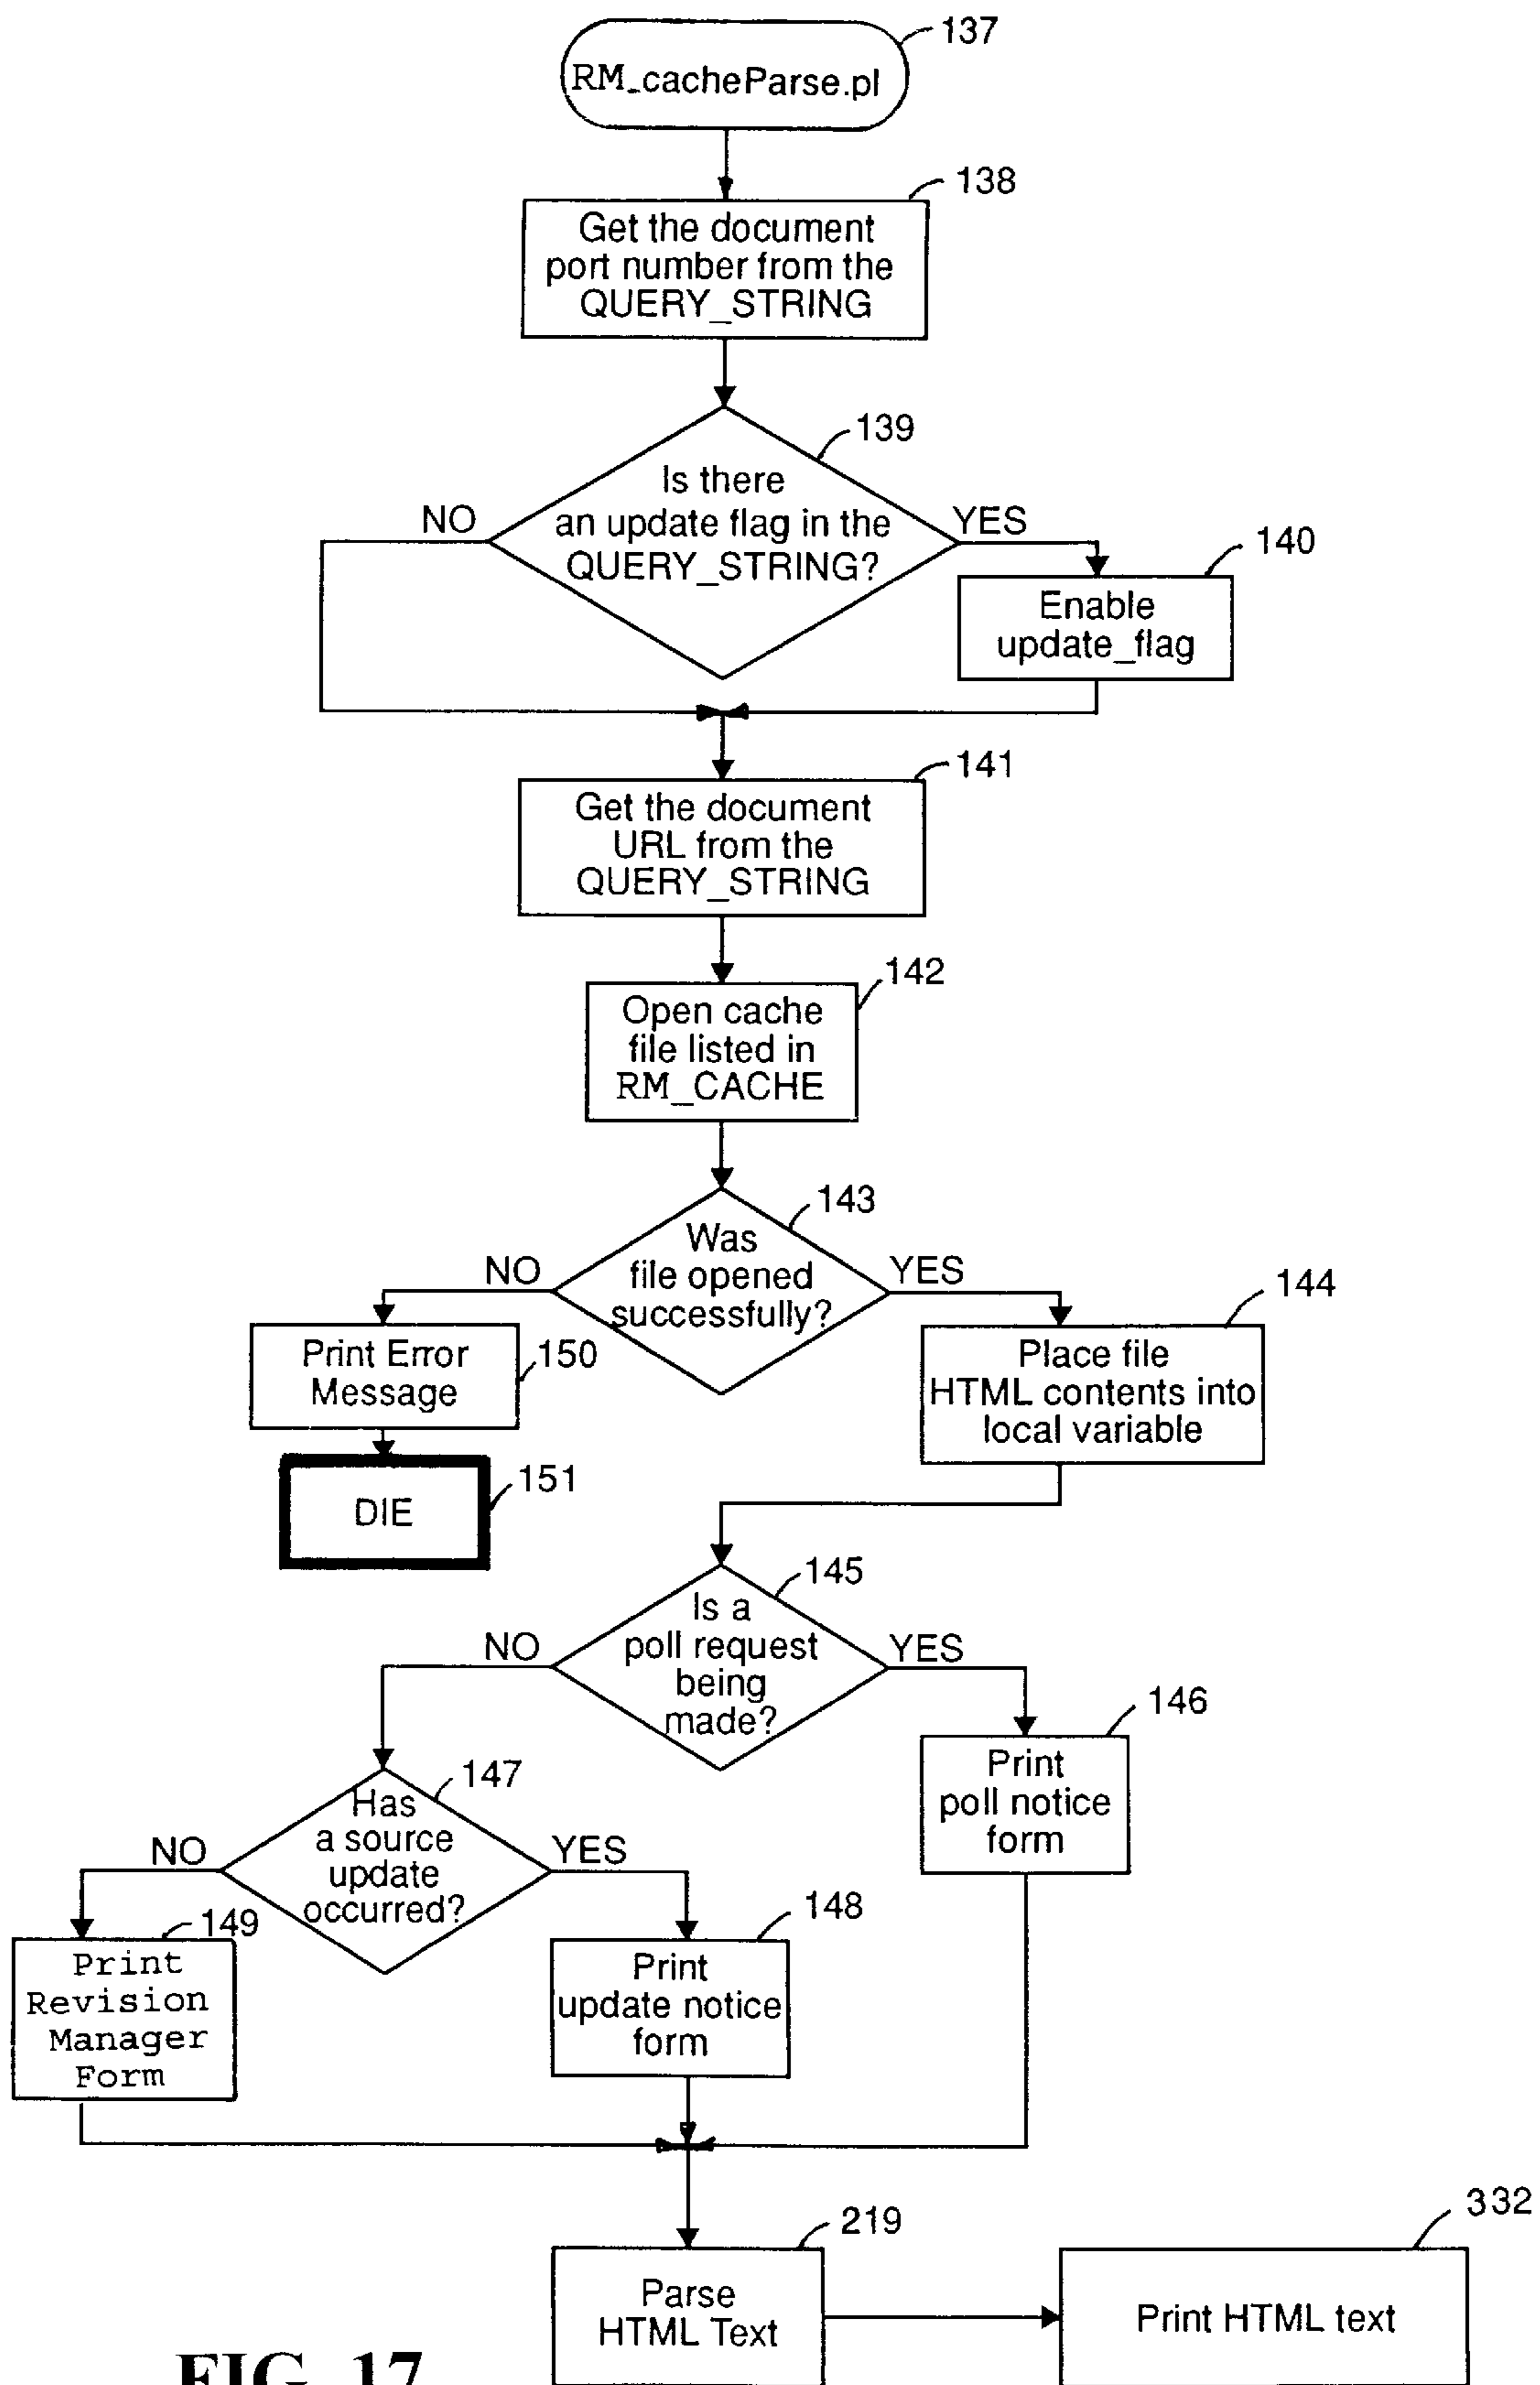 137
RM_cacheParse.pl
138
Get the document
port number from the
QUERY_STRING
139
Is there
an update flag in the
QUERY_STRING?
NO
YES
140
Enable
update_flag
141
Get the document
URL from the
QUERY_STRING
142
Open cache
file listed in
RM_CACHE
143
Was
file opened
successfully?
NO
YES
144
Place file
HTML contents into
local variable
Print Error
Message
150
DIE
151
145
Is a
poll request
being
made?
NO
YES
146
Print
poll notice
form
147
Has
a source
update
occurred?
NO
YES
149
Print
Revision
Manager
Form
148
Print
update notice
form
219
Parse
HTML Text
332
Print HTML text
FIG. 17